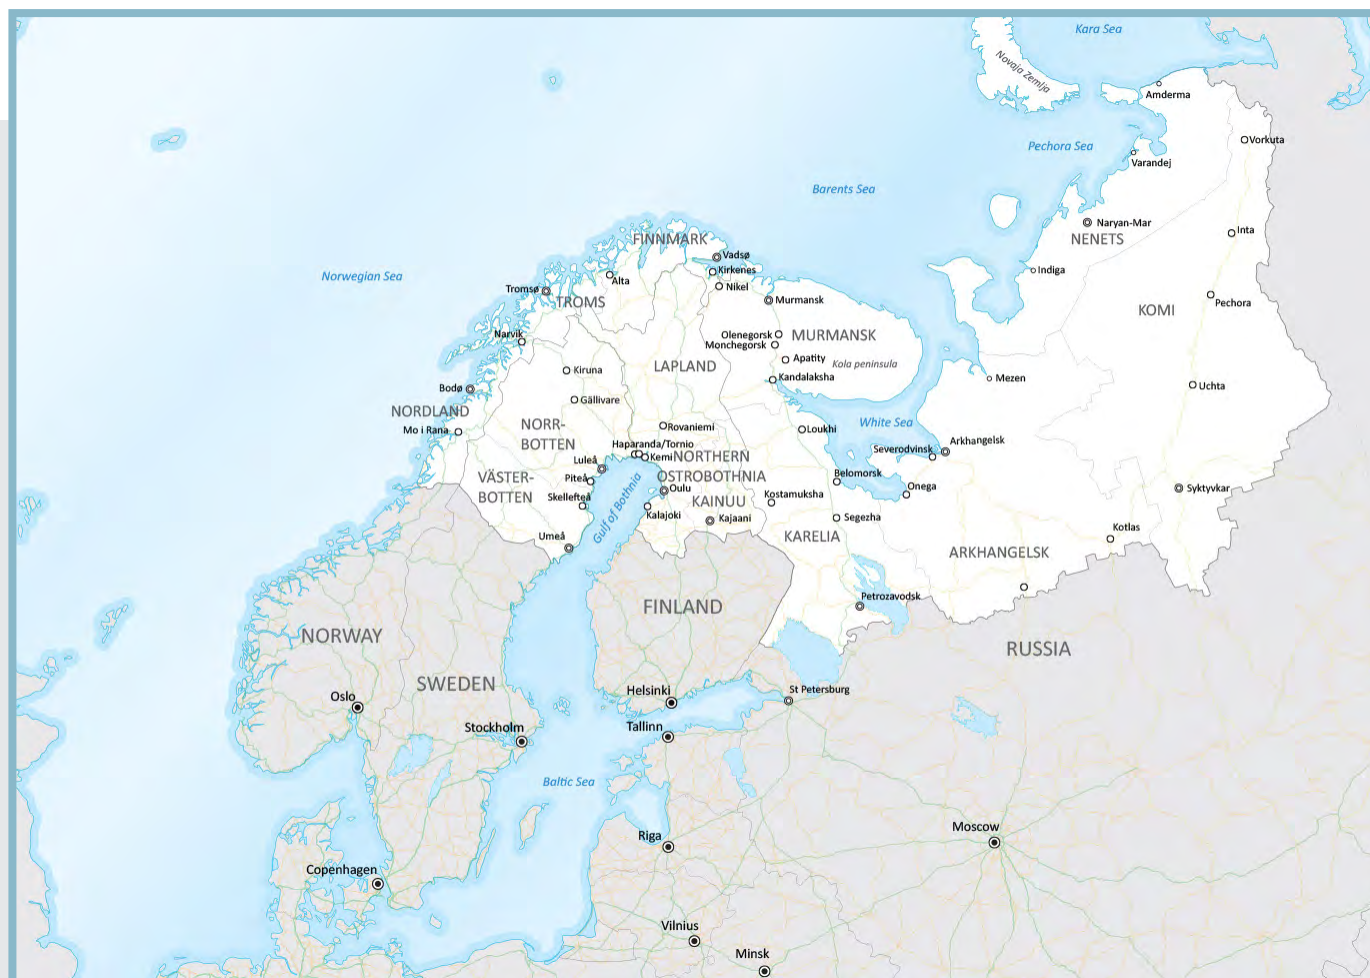 Kara Sea
Novaja Zemlja
Amderma
Vorkuta
Pechora Sea
Varandej
Barents Sea
Naryan-Mar
NENETS
Inta
FINNMARK
Vadsø
Kirkenes
Indiga
Norwegian Sea
Alta
Nikel
Tromsø
TROMS
Murmansk
Pechora
KOMI
Narvik
Olenegorsk
MURMANSK
Monchegorsk
Apatity
Kola peninsula
LAPLAND
Kiruna
Kandalaksha
Mezen
Uchta
Bodø
Gällivare
NORDLAND
Mo i Rana
NORR-
BOTTEN
Rovaniemi
Loukhi
White Sea
Haparanda/Tornio
Kemi
NORTHERN
OSTROBOTHNIA
Arkhangelsk
Severodvinsk
Luleå
VÄSTER-
BOTTEN
Piteå
Belomorsk
Oulu
Onega
Syktyvkar
Skellefteå
Gulf of Bothnia
Kalajoki
KAINUU
Kostamuksha
Kajaani
Segezha
Umeå
KARELIA
Kotlas
ARKHANGELSK
Petrozavodsk
FINLAND
NORWAY
RUSSIA
SWEDEN
Oslo
Helsinki
St Petersburg
Stockholm
Tallinn
Baltic Sea
Riga
Moscow
Copenhagen
Vilnius
Minsk